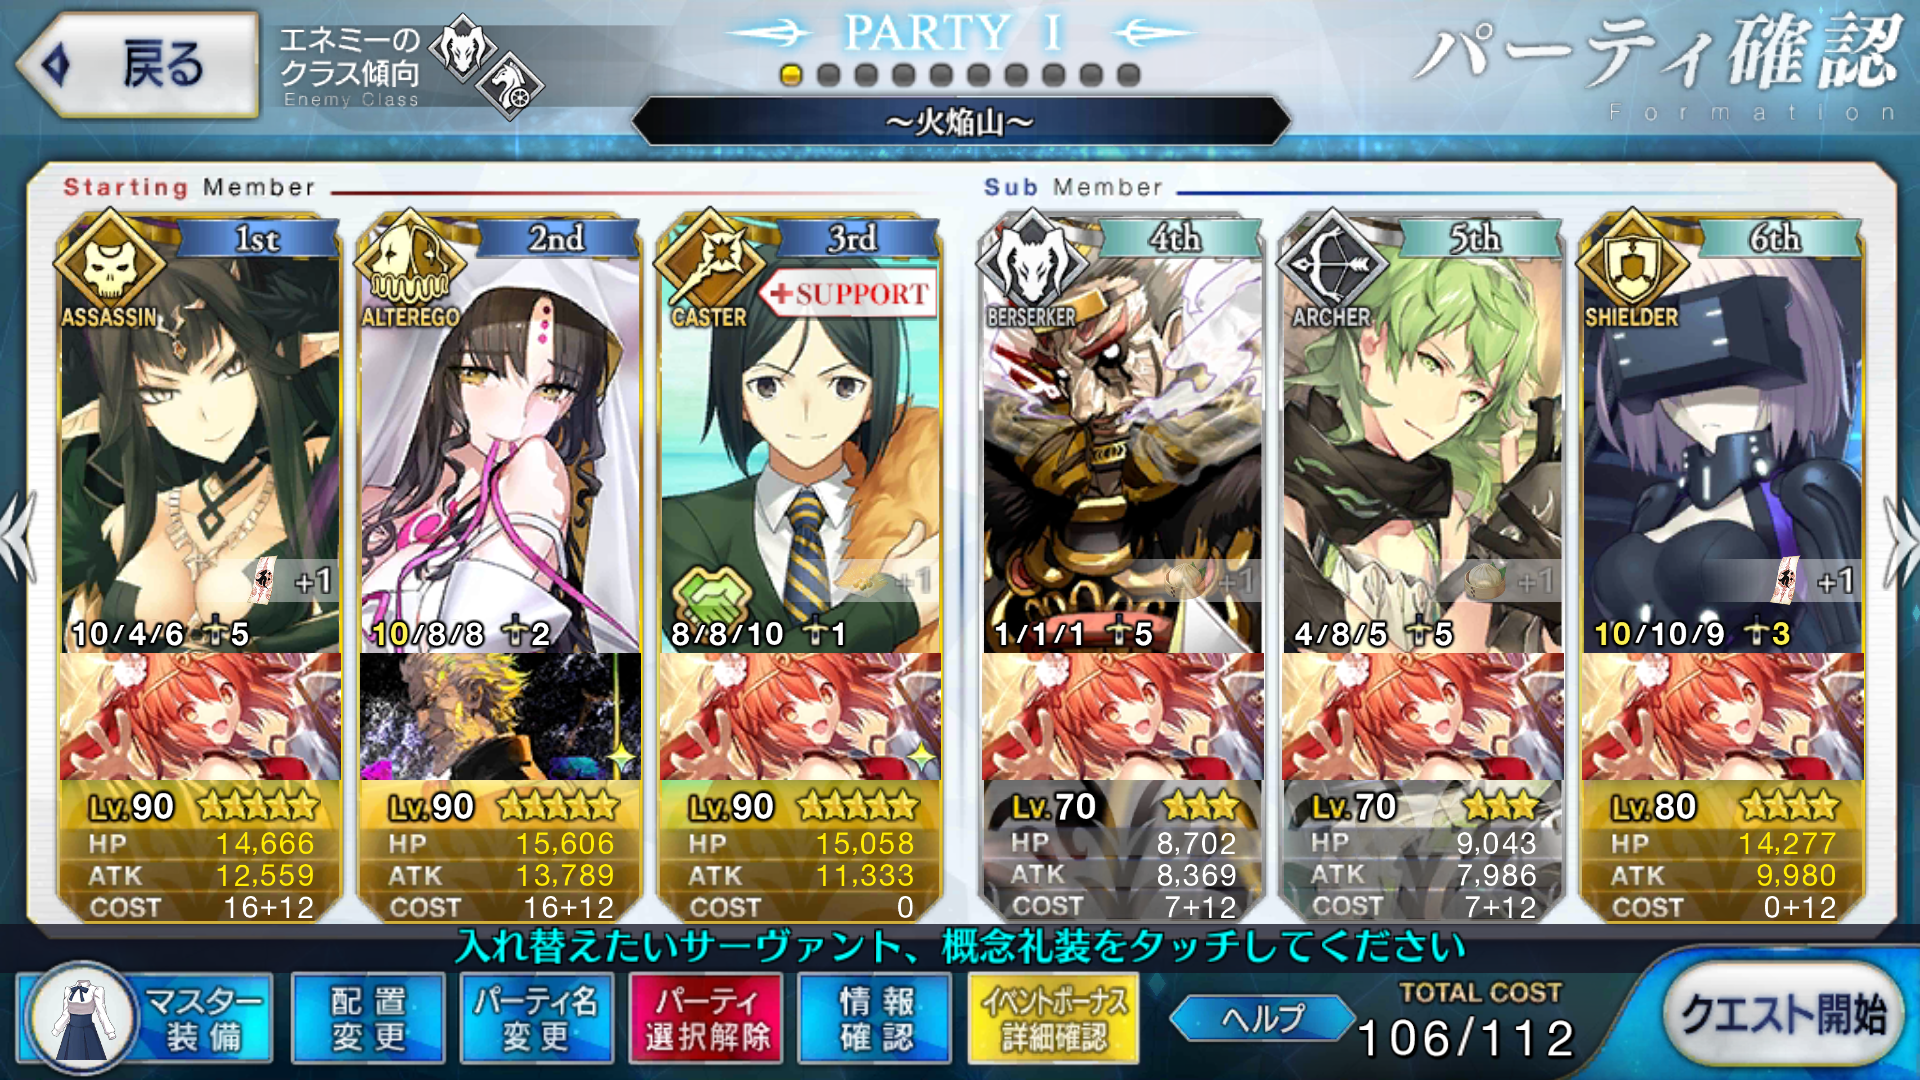 戻る
エネミーの
クラス傾向
Enemy Class
PARTY 1
～火焔山～
パーティ確認
Formation
Starting Member
Sub Member
1st
ASSASSIN
+1
10/4/6 5
Lv.90
HP 14,666
ATK 12,559
COST 16+12
2nd
ALTEREGO
10/8/8 2
Lv.90
HP 15,606
ATK 13,789
COST 16+12
3rd
CASTER
+SUPPORT
+1
8/8/10 1
Lv.90
HP 15,058
ATK 11,333
COST 0
4th
BERSERKER
+1
1/1/1 5
Lv.70
HP 8,702
ATK 8,369
COST 7+12
5th
ARCHER
+1
4/8/5 5
Lv.70
HP 9,043
ATK 7,986
COST 7+12
6th
SHIELDER
+1
10/10/9 3
Lv.80
HP 14,277
ATK 9,980
COST 0+12
入れ替えたいサーヴァント、概念礼装をタッチしてください
マスター
装備
配置
変更
パーティ名
変更
パーティ
選択解除
情報
確認
イベントボーナス
詳細確認
ヘルプ
TOTAL COST
106/112
クエスト開始